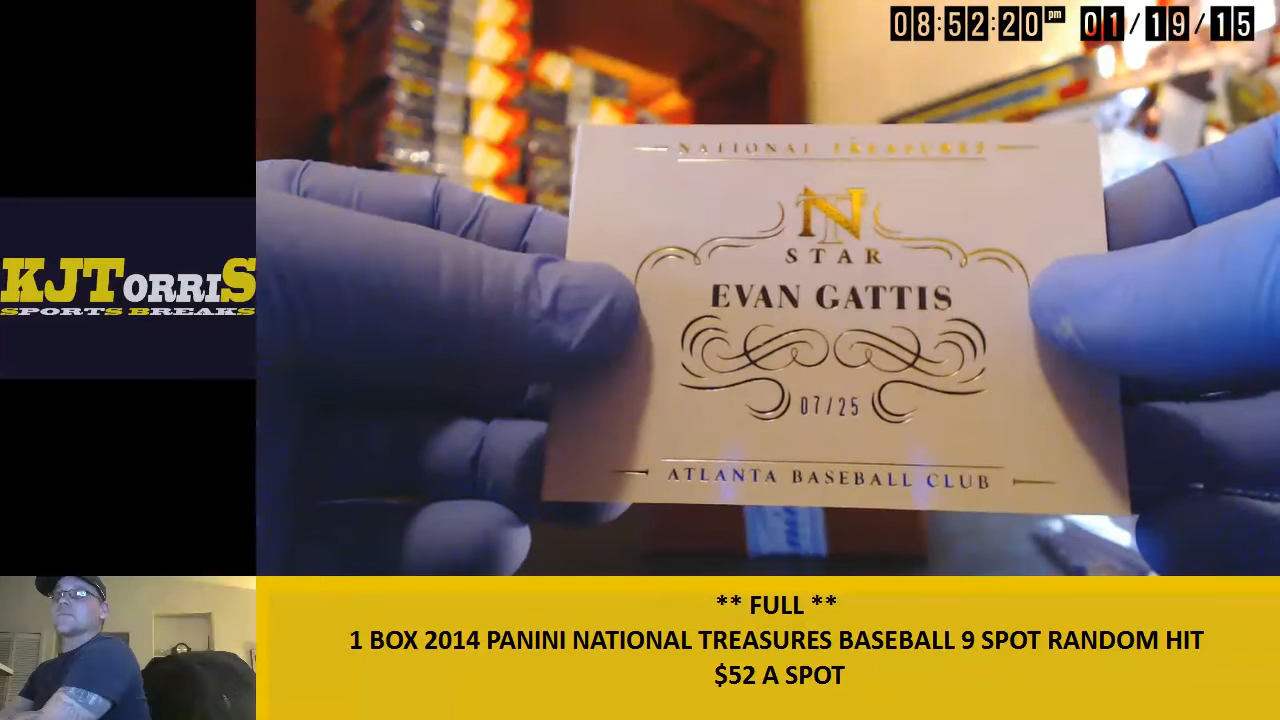 08:52:20 pm 01/19/15
NATIONAL TREASURES
NT
STAR
EVAN GATTIS
07/25
ATLANTA BASEBALL CLUB
KJTORRIS
SPORTS BREAKS
** FULL **
1 BOX 2014 PANINI NATIONAL TREASURES BASEBALL 9 SPOT RANDOM HIT
$52 A SPOT